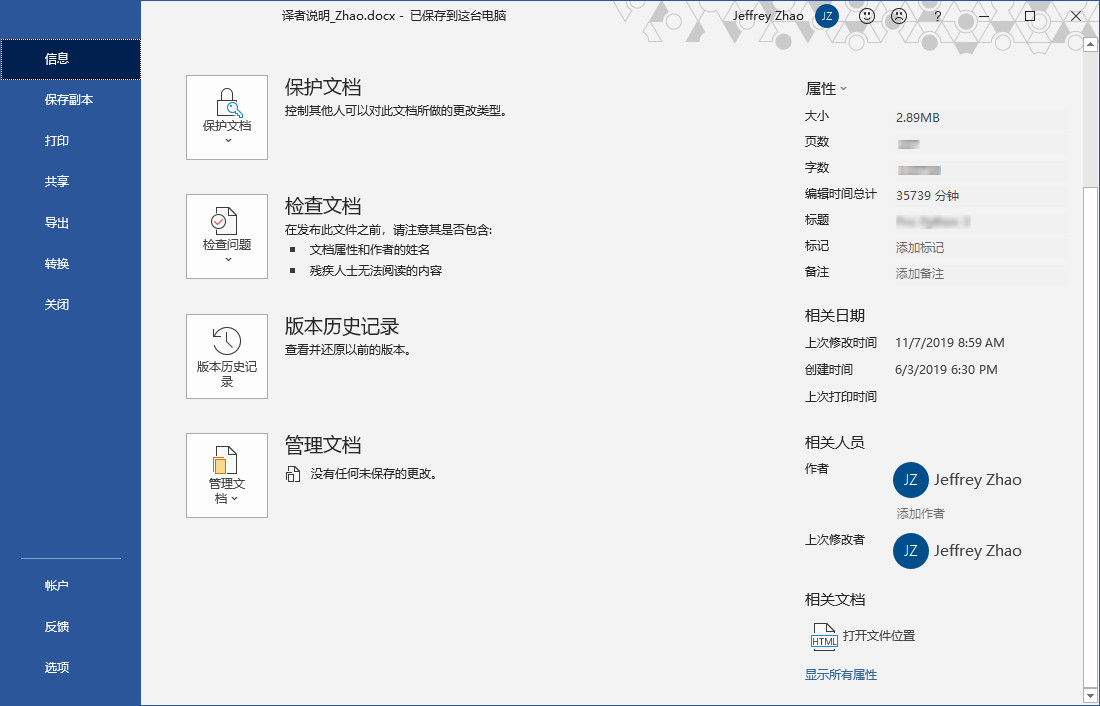 译者说明_Zhao.docx - 已保存到这台电脑
Jeffrey Zhao JZ ?
信息
保存副本
打印
共享
导出
转换
关闭
帐户
反馈
选项
保护文档
保护文档
控制其他人可以对此文档所做的更改类型。
检查问题
检查文档
在发布此文件之前，请注意其是否包含:
文档属性和作者的姓名
残疾人士无法阅读的内容
版本历史记
录
版本历史记录
查看并还原以前的版本。
管理文
档
管理文档
没有任何未保存的更改。
属性
大小 2.89MB
页数
字数
编辑时间总计 35739 分钟
标题
标记 添加标记
备注 添加备注
相关日期
上次修改时间 11/7/2019 8:59 AM
创建时间 6/3/2019 6:30 PM
上次打印时间
相关人员
作者 JZ Jeffrey Zhao
添加作者
上次修改者 JZ Jeffrey Zhao
相关文档
HTML 打开文件位置
显示所有属性